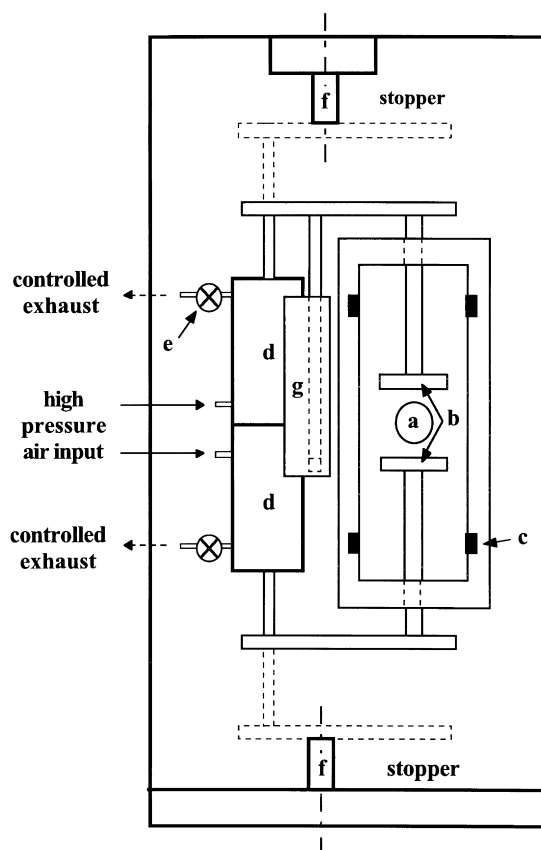 f
stopper
controlled
exhaust
e
d
high
pressure
air input
g
a
b
d
controlled
exhaust
c
f
stopper